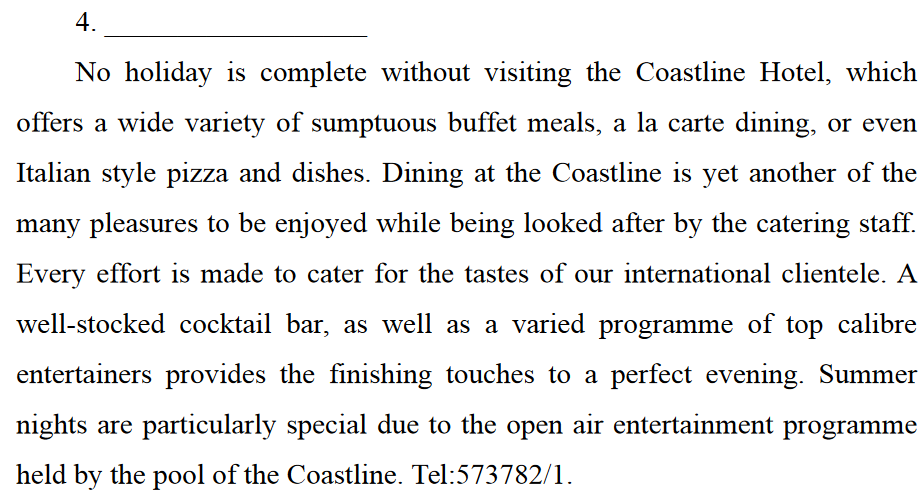 4. ___________________
No holiday is complete without visiting the Coastline Hotel, which
offers a wide variety of sumptuous buffet meals, a la carte dining, or even
Italian style pizza and dishes. Dining at the Coastline is yet another of the
many pleasures to be enjoyed while being looked after by the catering staff.
Every effort is made to cater for the tastes of our international clientele. A
well-stocked cocktail bar, as well as a varied programme of top calibre
entertainers provides the finishing touches to a perfect evening. Summer
nights are particularly special due to the open air entertainment programme
held by the pool of the Coastline. Tel:573782/1.